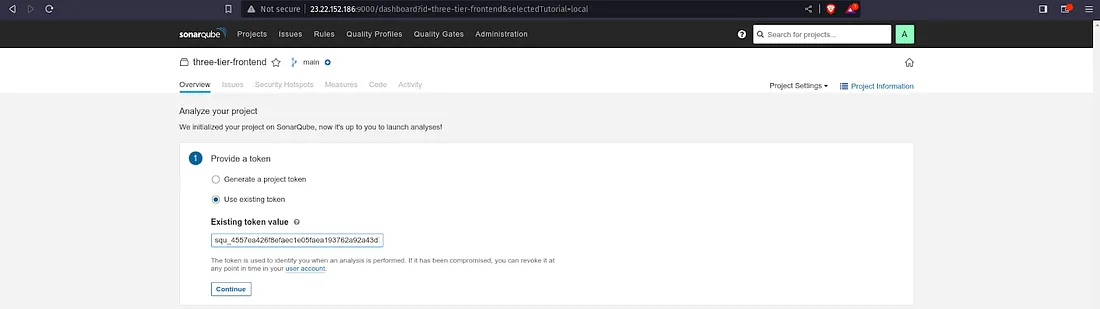 Not secure 23.22.152.186:9000/dashboard?id=three-tier-frontend&selectedTutorial=local
sonarqube Projects Issues Rules Quality Profiles Quality Gates Administration Search for projects... A
three-tier-frontend main
Overview Issues Security Hotspots Measures Code Activity Project Settings Project Information
Analyze your project
We initialized your project on SonarQube, now it's up to you to launch analyses!
1 Provide a token
Generate a project token
Use existing token
Existing token value
squ_4557ea426f8efaec1e05faea193762a92a43d
The token is used to identify you when an analysis is performed. If it has been compromised, you can revoke it at
any point in time in your user account.
Continue